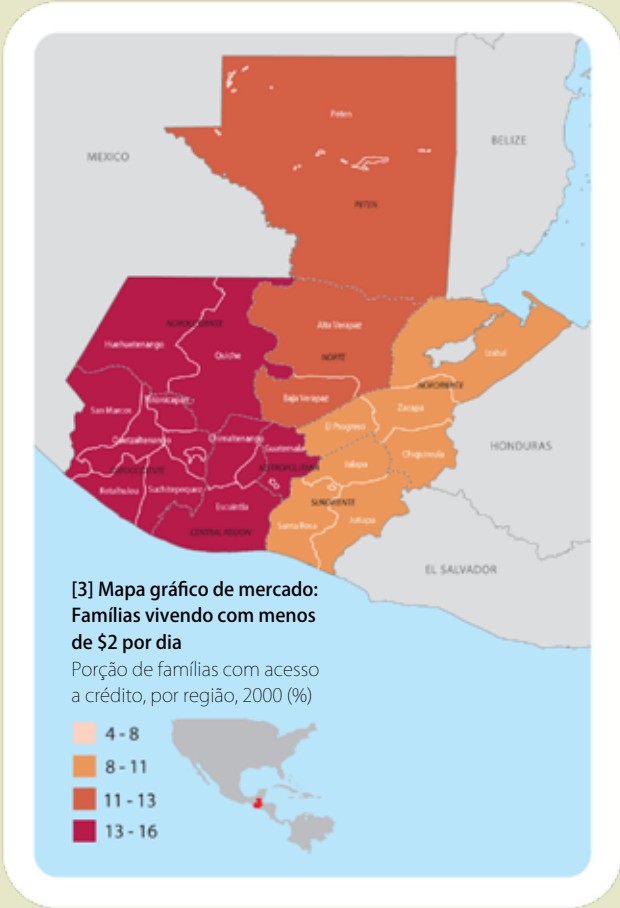 MEXICO
BELIZE
Peten
PETEN
Alta Verapaz
NOROCCIDENTE
Huehuetenango
Quiche
NORTE
Izabal
NORORIENTE
Baja Verapaz
San Marcos
Totonicapan
Zacapa
El Progreso
Quetzaltenango
Chimaltenango
Guatemala
HONDURAS
Chiquimula
Jalapa
METROPOLITAN
Retalhuleu
Suchitepequez
Escuintla
SURORIENTE
Santa Rosa
Jutiapa
CENTRAL REGION
EL SALVADOR
[3] Mapa gráfico de mercado:
Famílias vivendo com menos
de $2 por dia
Porção de famílias com acesso
a crédito, por região, 2000 (%)
4 - 8
8 - 11
11 - 13
13 - 16